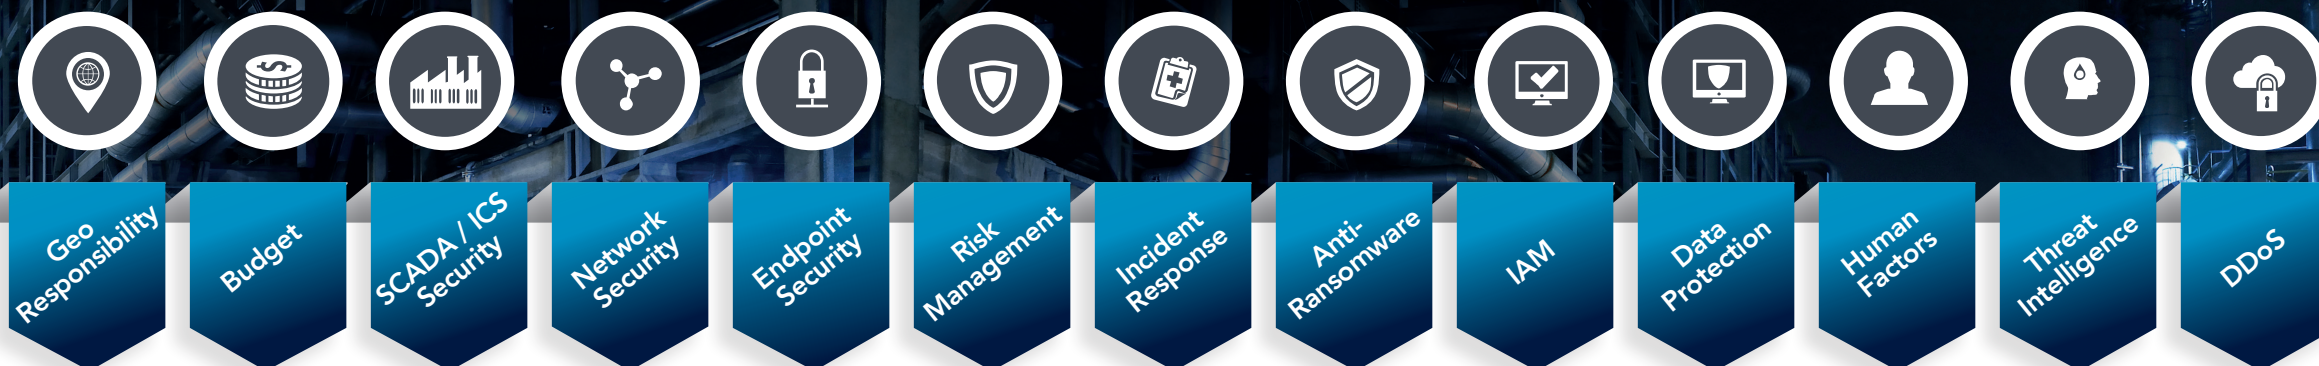 Geo
Responsibility
Budget
SCADA / ICS
Security
Network
Security
Endpoint
Security
Risk
Management
Incident
Response
Anti-
Ransomware
IAM
Data
Protection
Human
Factors
Threat
Intelligence
DDoS